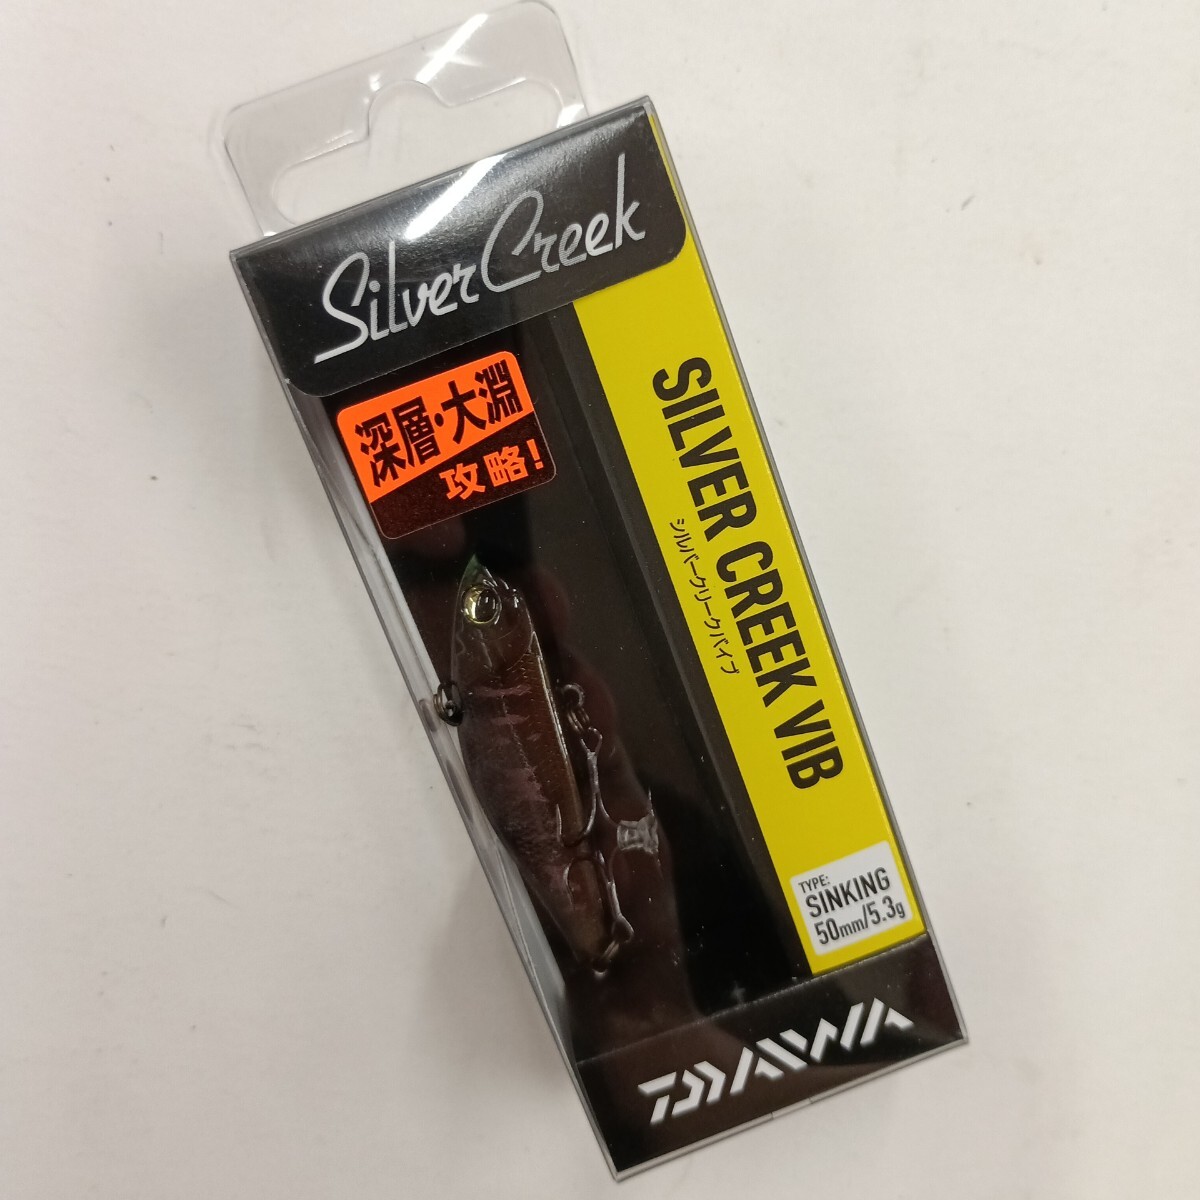 Silver Creek
深層・大淵
攻略!
SILVER CREEK VIB
シルバークリークバイブ
TYPE:
SINKING
50mm/5.3g
DAIWA